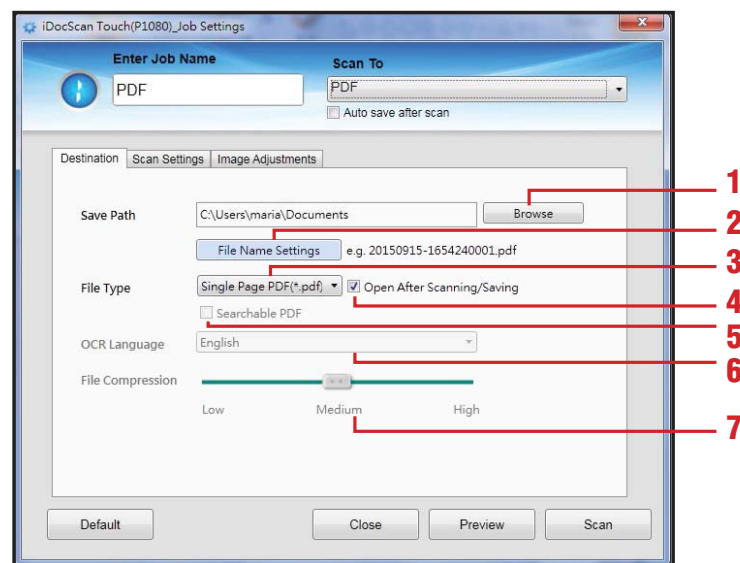 iDocScan Touch(P1080)_Job Settings
Enter Job Name
Scan To
PDF
PDF
Auto save after scan
Destination
Scan Settings
Image Adjustments
1
Save Path
C:\Users\maria\Documents
Browse
2
File Name Settings
e.g. 20150915-1654240001.pdf
3
File Type
Single Page PDF(*.pdf)
Open After Scanning/Saving
4
Searchable PDF
5
OCR Language
English
6
File Compression
Low
Medium
High
7
Default
Close
Preview
Scan